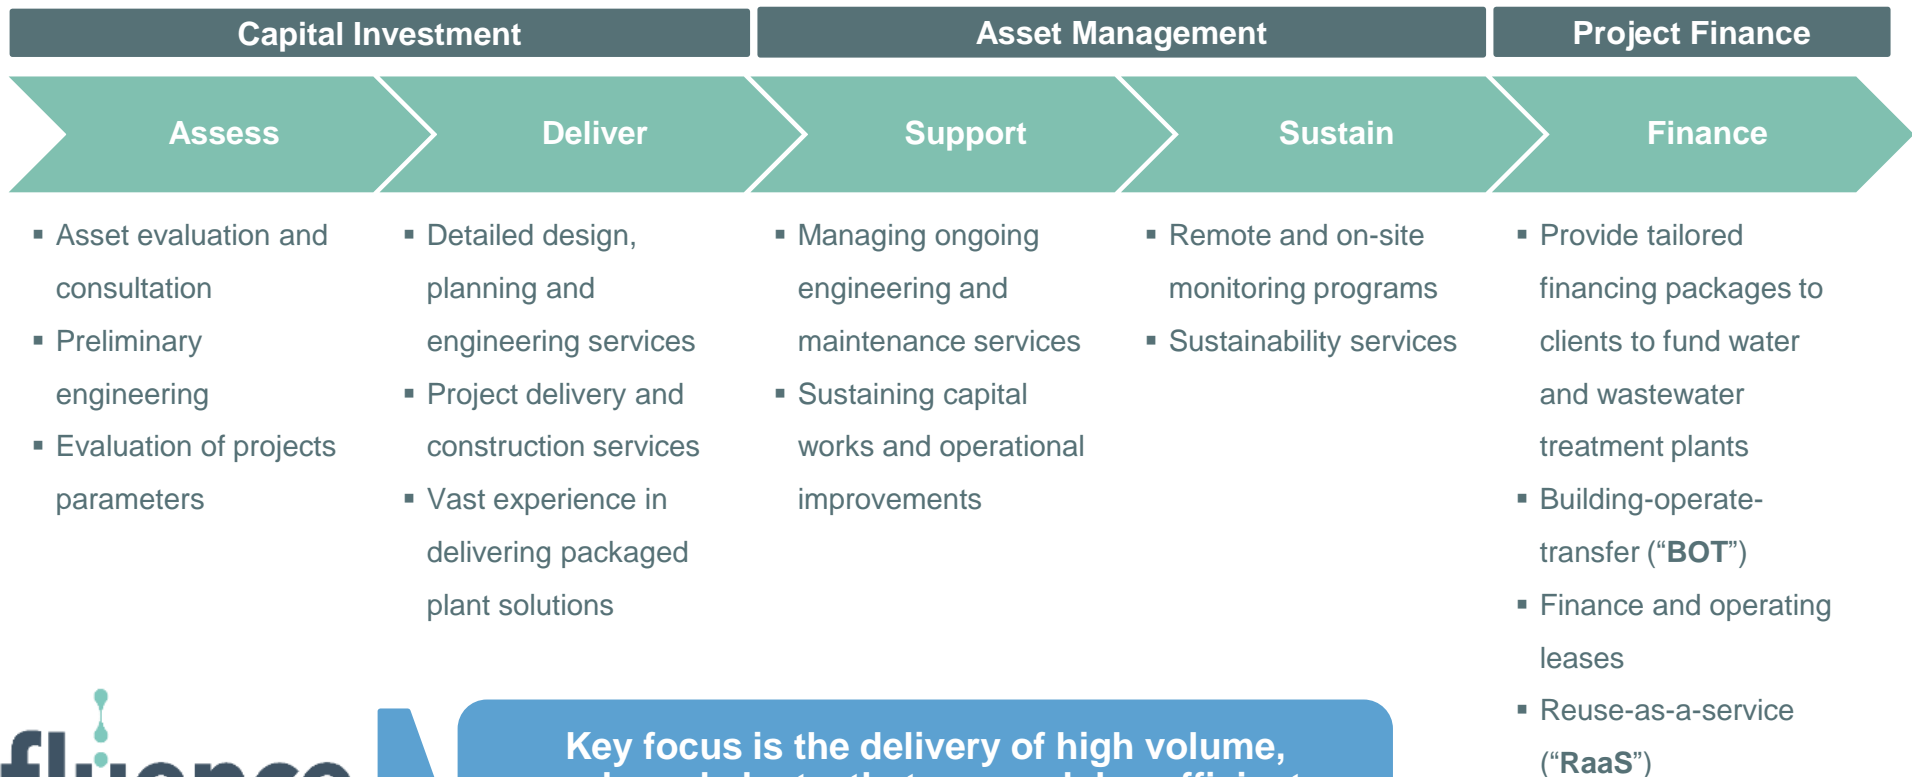 Capital Investment
Asset Management
Project Finance
Assess
Deliver
Support
Sustain
Finance
▪ Asset evaluation and
consultation
▪ Preliminary
engineering
▪ Evaluation of projects
parameters
▪ Detailed design,
planning and
engineering services
▪ Project delivery and
construction services
▪ Vast experience in
delivering packaged
plant solutions
▪ Managing ongoing
engineering and
maintenance services
▪ Sustaining capital
works and operational
improvements
▪ Remote and on-site
monitoring programs
▪ Sustainability services
▪ Provide tailored
financing packages to
clients to fund water
and wastewater
treatment plants
▪ Building-operate-
transfer (“BOT”)
▪ Finance and operating
leases
▪ Reuse-as-a-service
(“RaaS”)
fluence
Key focus is the delivery of high volume,